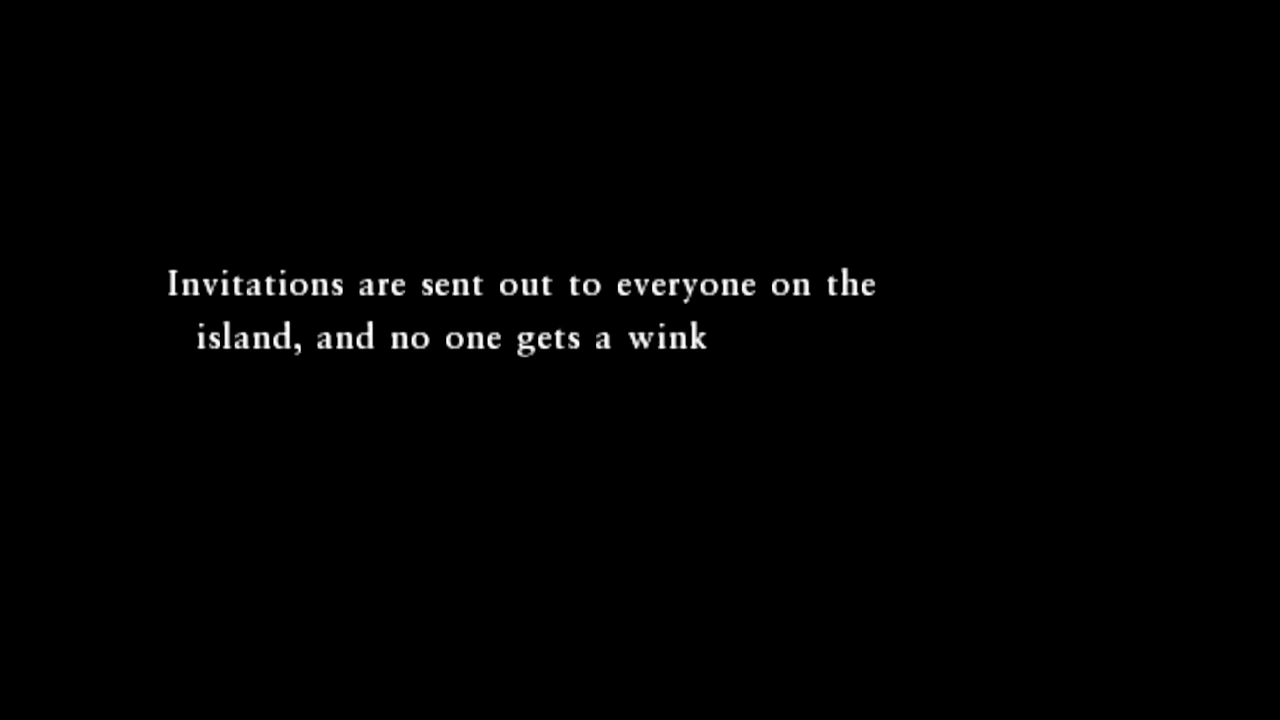 Invitations are sent out to everyone on the
island, and no one gets a wink